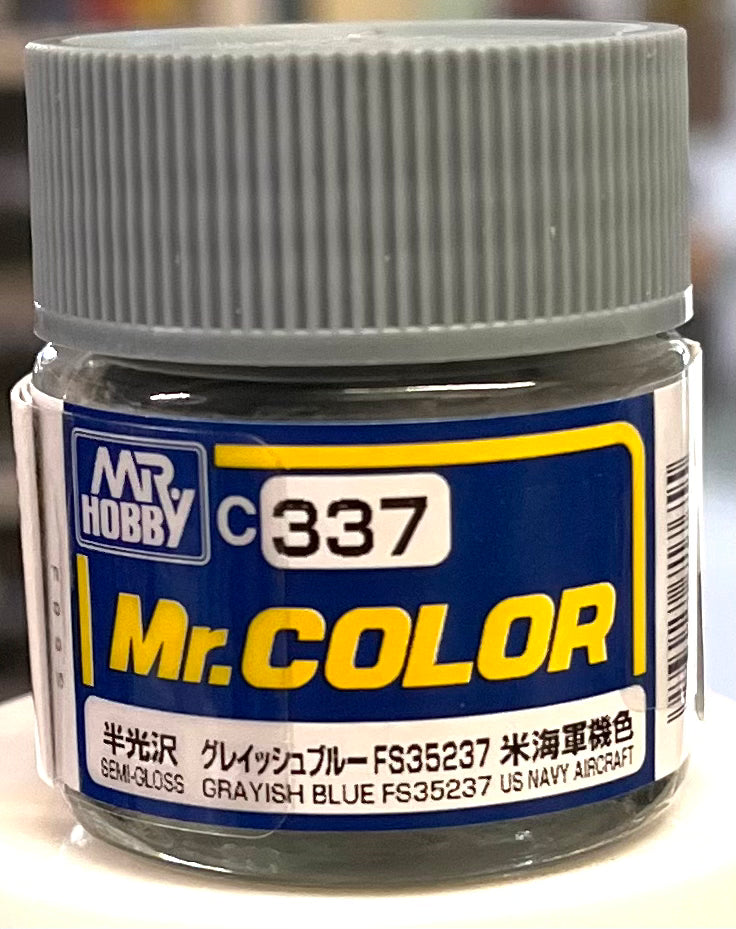 MR. HOBBY
C 337
Mr.COLOR
半光沢 グレイッシュブルー FS35237 米海軍機色
SEMI-GLOSS GRAYISH BLUE FS35237 US NAVY AIRCRAFT